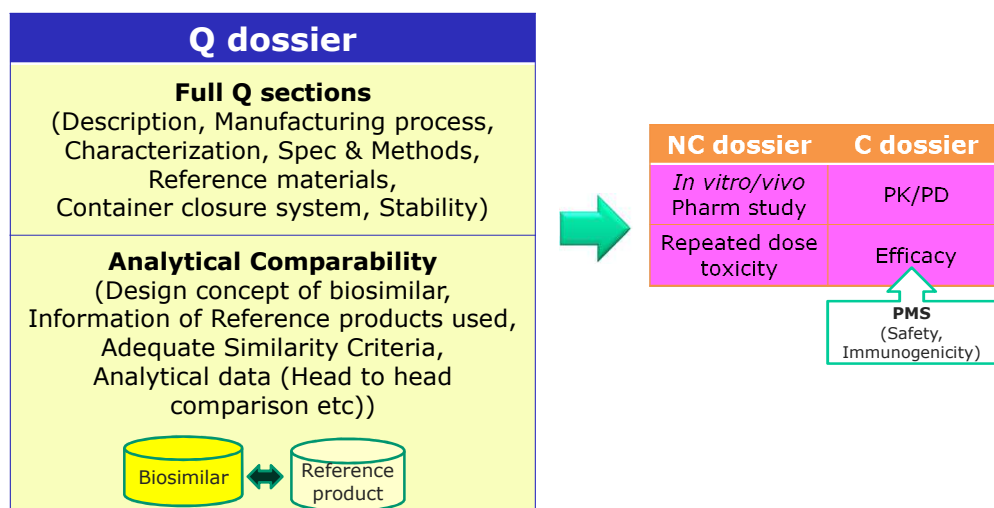 Q dossier
Full Q sections
(Description, Manufacturing process,
Characterization, Spec & Methods,
Reference materials,
Container closure system, Stability)
Analytical Comparability
(Design concept of biosimilar,
Information of Reference products used,
Adequate Similarity Criteria,
Analytical data (Head to head
comparison etc))
Biosimilar
Reference
product
NC dossier C dossier
In vitro/vivo
Pharm study
PK/PD
Repeated dose
toxicity
Efficacy
PMS
(Safety,
Immunogenicity)